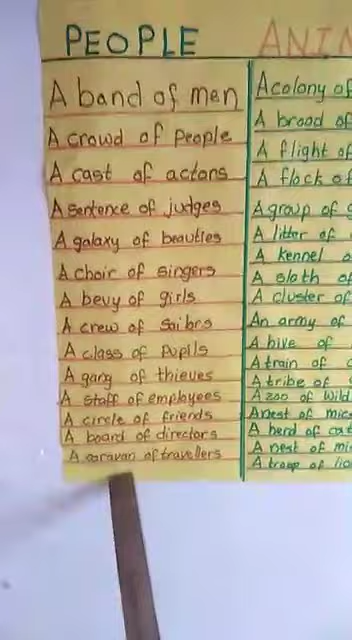 PEOPLE
A band of men
A crowd of people
A cast of actors
A sentence of judges
A galaxy of beauties
A choir of singers
A bevy of girls
A crew of
A class of Pupils
A gang of thieves
A staff of employees
A circle of friends
A board of directors
A caravan of travellers
ANIM
A colony of
A brood of
A flight of
A flock of
A group of
A litter of
A kennel
A sloth of
A cluster of
An army of
A hive of
A train of
A tribe of
A zoo of Wild
A nest of mice
A herd of cat
A nest of mi
A troop of lio